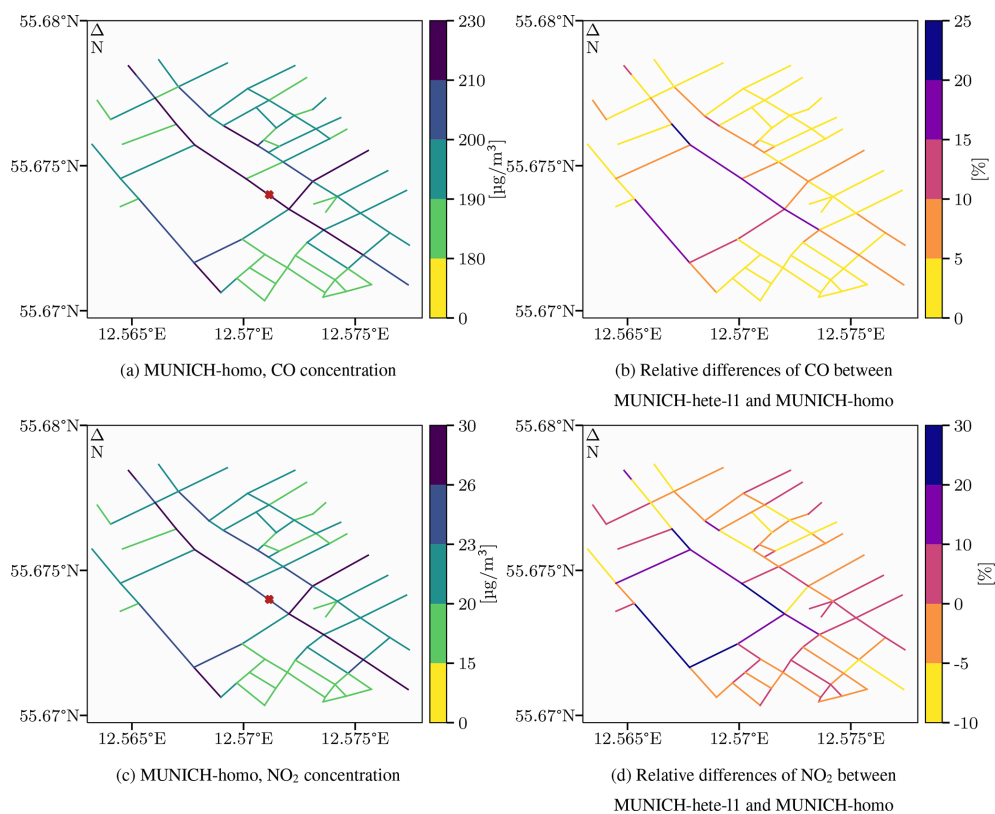 55.68°N
Δ
N
55.675°N
55.67°N
12.565°E 12.57°E 12.575°E
230
210
200
190
180
0
[µg/m³]
(a) MUNICH-homo, CO concentration
55.68°N
Δ
N
55.675°N
55.67°N
12.565°E 12.57°E 12.575°E
25
20
15
10
5
0
[%]
(b) Relative differences of CO between
MUNICH-hete-l1 and MUNICH-homo
55.68°N
Δ
N
55.675°N
55.67°N
12.565°E 12.57°E 12.575°E
30
26
23
20
15
0
[µg/m³]
(c) MUNICH-homo, NO₂ concentration
55.68°N
Δ
N
55.675°N
55.67°N
12.565°E 12.57°E 12.575°E
30
20
10
0
-5
-10
[%]
(d) Relative differences of NO₂ between
MUNICH-hete-l1 and MUNICH-homo